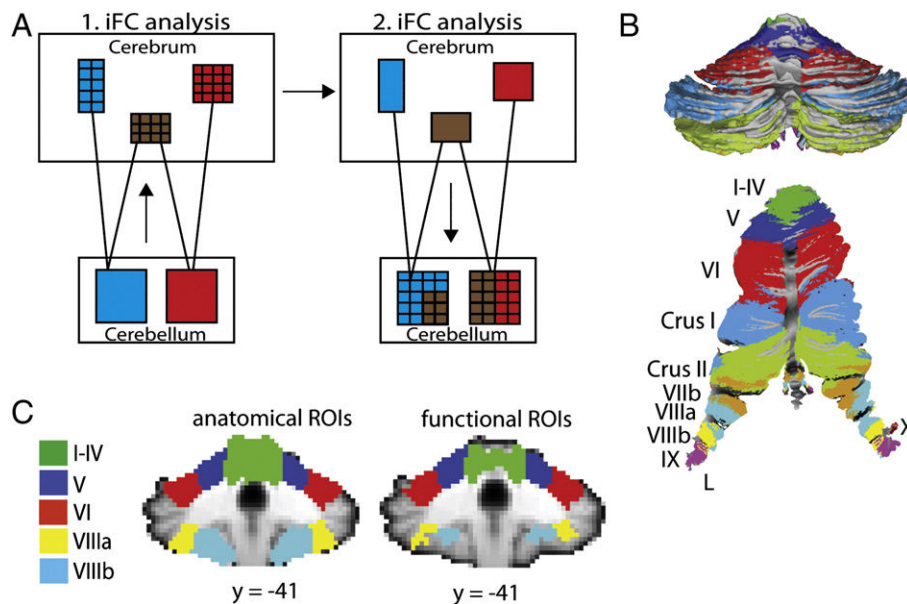 A
1. iFC analysis
Cerebrum
Cerebellum
2. iFC analysis
Cerebrum
Cerebellum
B
I-IV
V
VI
Crus I
Crus II
VIIb
VIIIa
VIIIb
IX
X
L
C
I-IV
V
VI
VIIIa
VIIIb
anatomical ROIs
y = -41
functional ROIs
y = -41